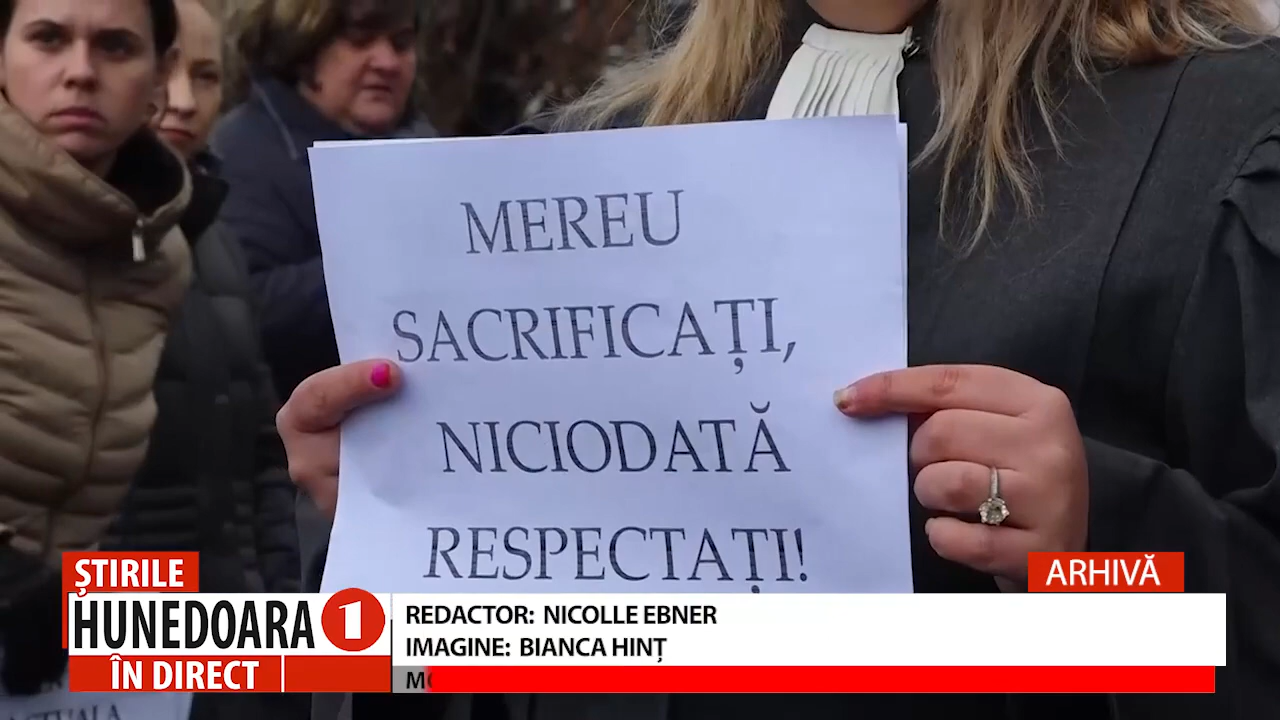 MEREU
SACRIFICAȚI,
NICIODATĂ
RESPECTAȚI!
ARHIVĂ
ȘTIRILE
HUNEDOARA 1
ÎN DIRECT
REDACTOR: NICOLLE EBNER
IMAGINE: BIANCA HINȚ